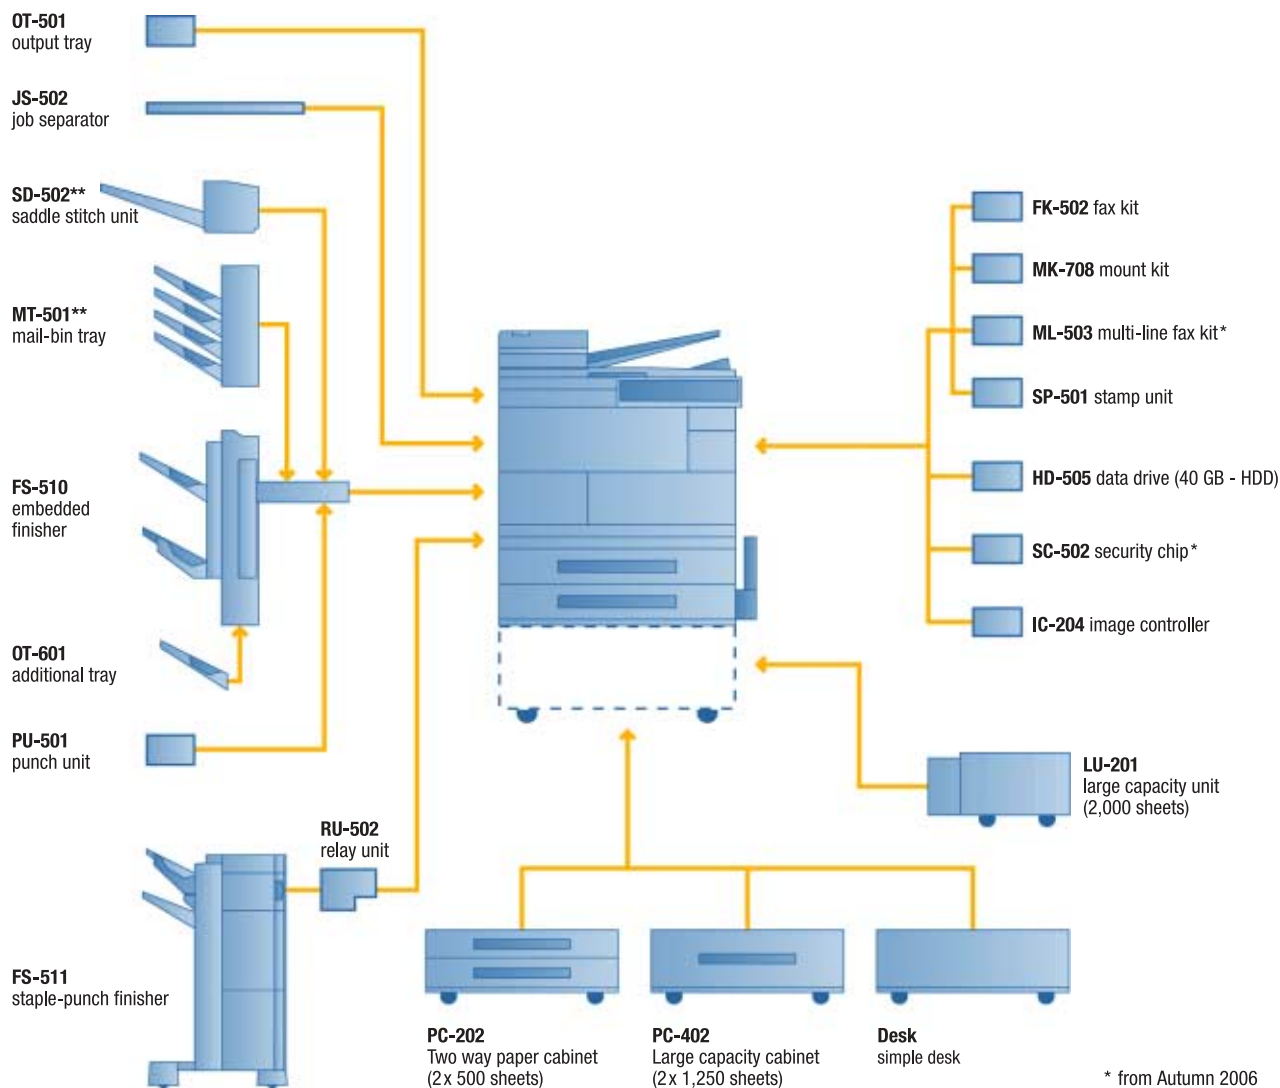 OT-501
output tray
JS-502
job separator
SD-502**
saddle stitch unit
MT-501**
mail-bin tray
FS-510
embedded
finisher
OT-601
additional tray
PU-501
punch unit
RU-502
relay unit
FS-511
staple-punch finisher
FK-502 fax kit
MK-708 mount kit
ML-503 multi-line fax kit*
SP-501 stamp unit
HD-505 data drive (40 GB - HDD)
SC-502 security chip*
IC-204 image controller
LU-201
large capacity unit
(2,000 sheets)
PC-202
Two way paper cabinet
(2 x 500 sheets)
PC-402
Large capacity cabinet
(2 x 1,250 sheets)
Desk
simple desk
* from Autumn 2006